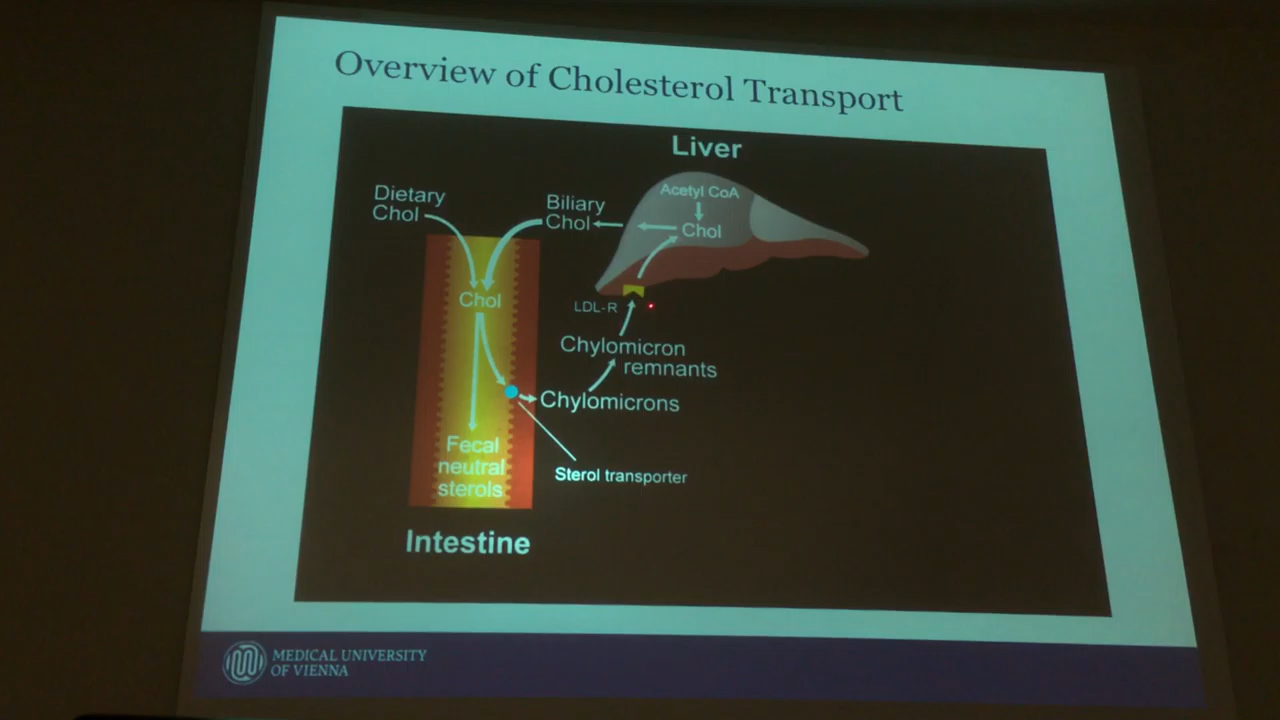 Overview of Cholesterol Transport
Liver
Acetyl CoA
Dietary
Chol
Biliary
Chol
Chol
Chol
LDL-R
Chylomicron
remnants
Chylomicrons
Fecal
neutral
sterols
Sterol transporter
Intestine
MEDICAL UNIVERSITY
OF VIENNA